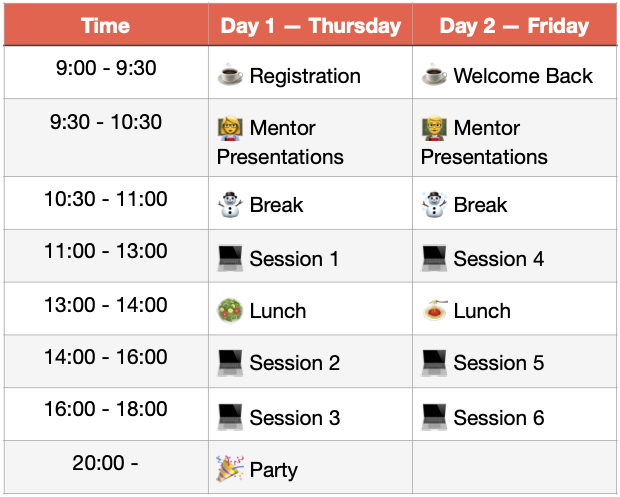 Time Day 1 — Thursday Day 2 — Friday
9:00 - 9:30 ☕ Registration ☕ Welcome Back
9:30 - 10:30 👩‍🏫 Mentor Presentations 👨‍🏫 Mentor Presentations
10:30 - 11:00 ⛄ Break ☃️ Break
11:00 - 13:00 💻 Session 1 💻 Session 4
13:00 - 14:00 🥗 Lunch 🍝 Lunch
14:00 - 16:00 💻 Session 2 💻 Session 5
16:00 - 18:00 💻 Session 3 💻 Session 6
20:00 - 🎉 Party